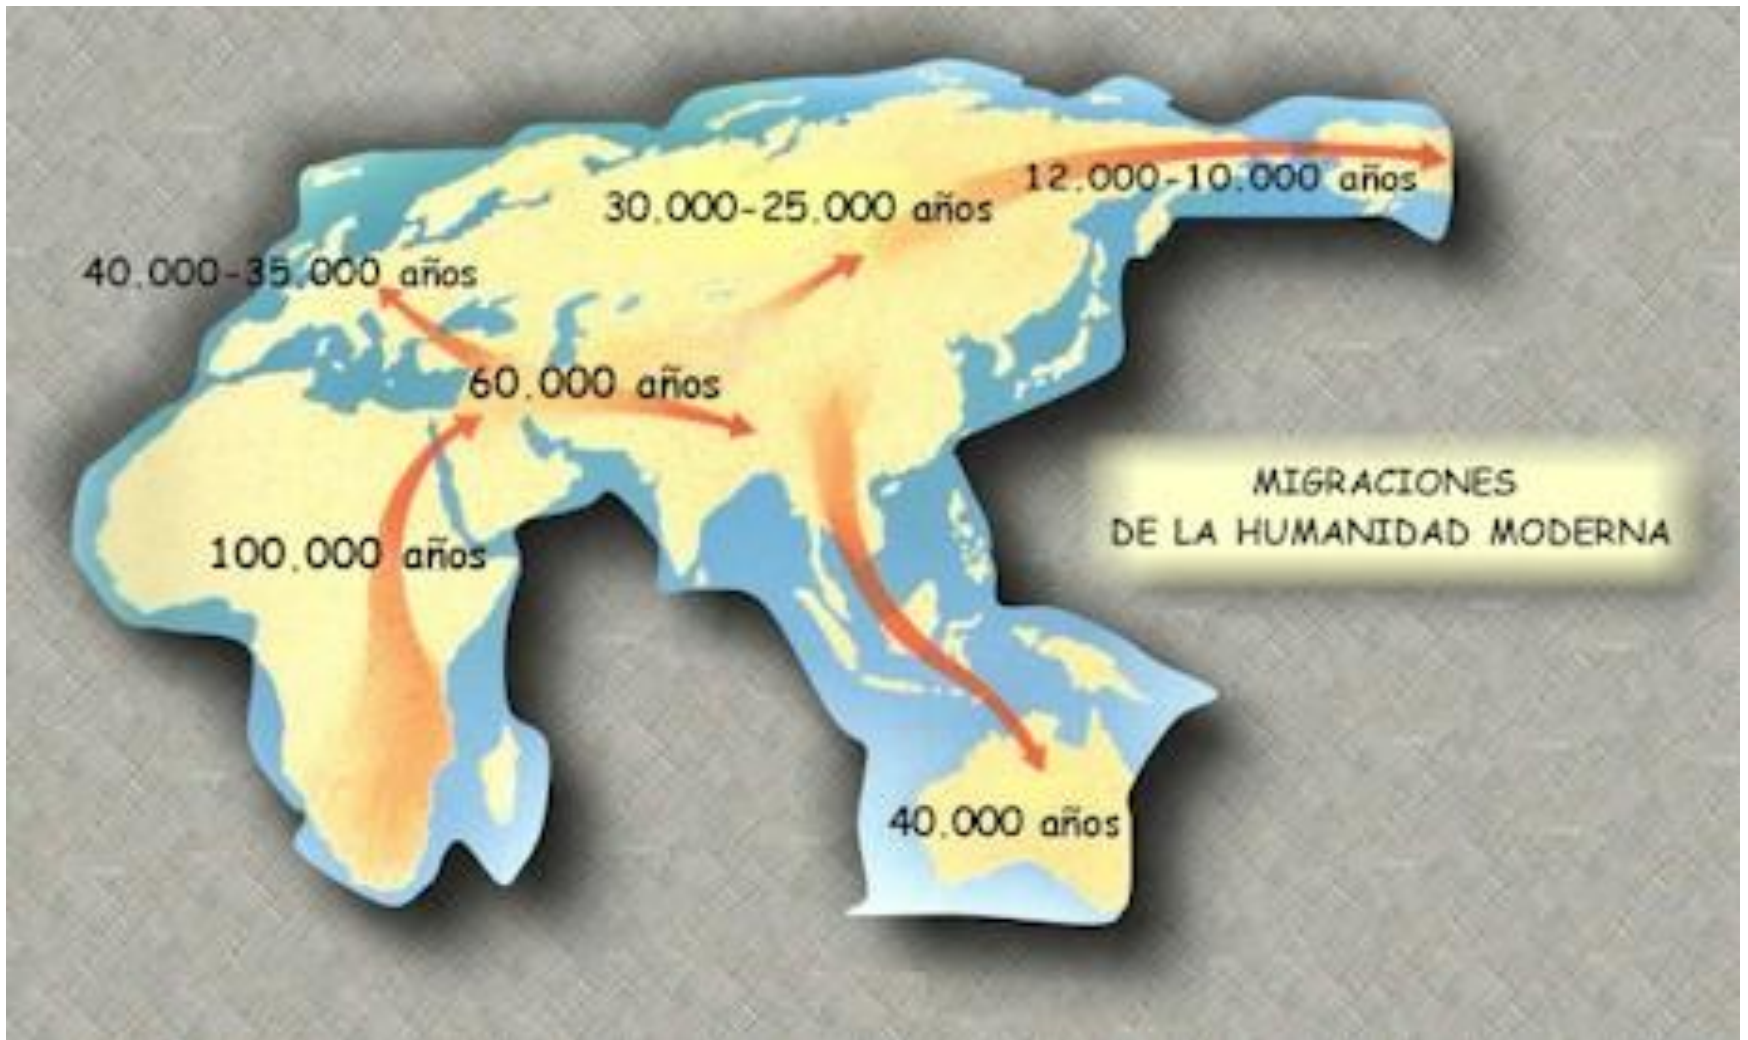 12.000-10.000 años
30.000-25.000 años
40.000-35.000 años
60.000 años
MIGRACIONES
DE LA HUMANIDAD MODERNA
100.000 años
40.000 años